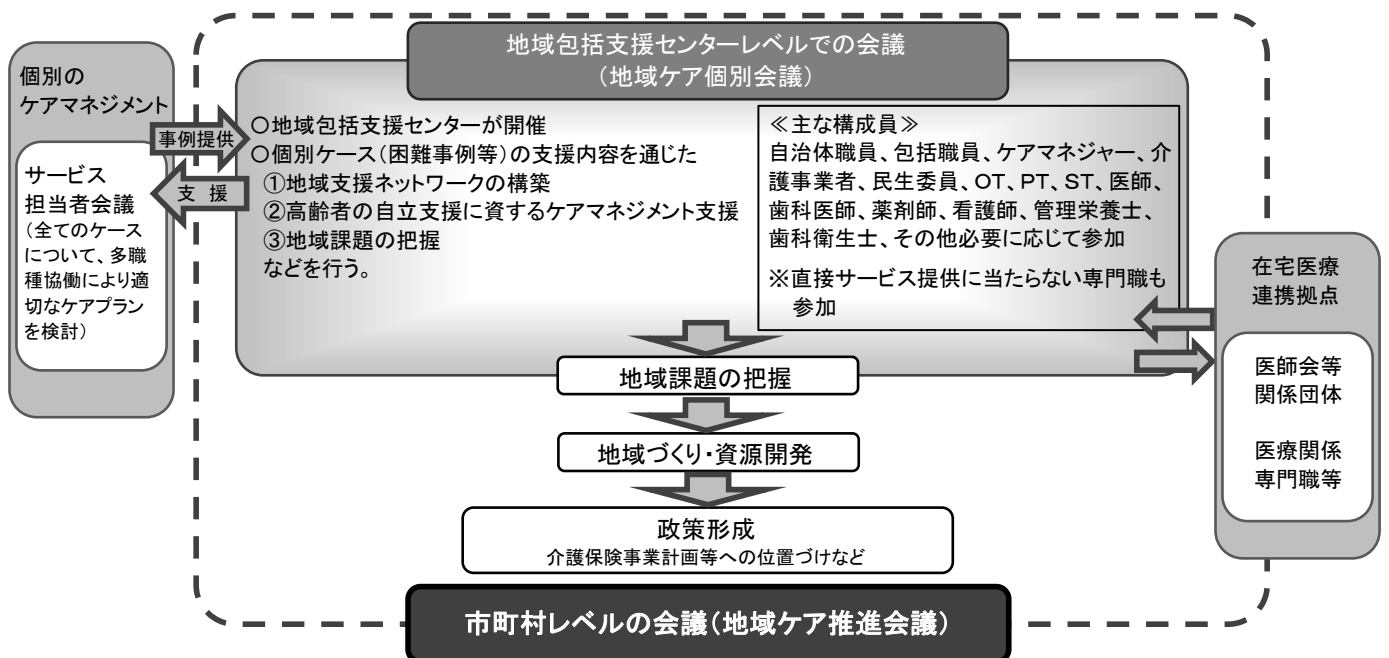 地域包括支援センターレベルでの会議
(地域ケア個別会議)
個別の
ケアマネジメント
サービス
担当者会議
(全てのケース
について、多職
種協働により適
切なケアプラン
を検討)
事例提供
支 援
○地域包括支援センターが開催
○個別ケース(困難事例等)の支援内容を通じた
①地域支援ネットワークの構築
②高齢者の自立支援に資するケアマネジメント支援
③地域課題の把握
などを行う。
≪主な構成員≫
自治体職員、包括職員、ケアマネジャー、介
護事業者、民生委員、OT、PT、ST、医師、
歯科医師、薬剤師、看護師、管理栄養士、
歯科衛生士、その他必要に応じて参加
※直接サービス提供に当たらない専門職も
参加
在宅医療
連携拠点
医師会等
関係団体
医療関係
専門職等
地域課題の把握
地域づくり・資源開発
政策形成
介護保険事業計画等への位置づけなど
市町村レベルの会議(地域ケア推進会議)